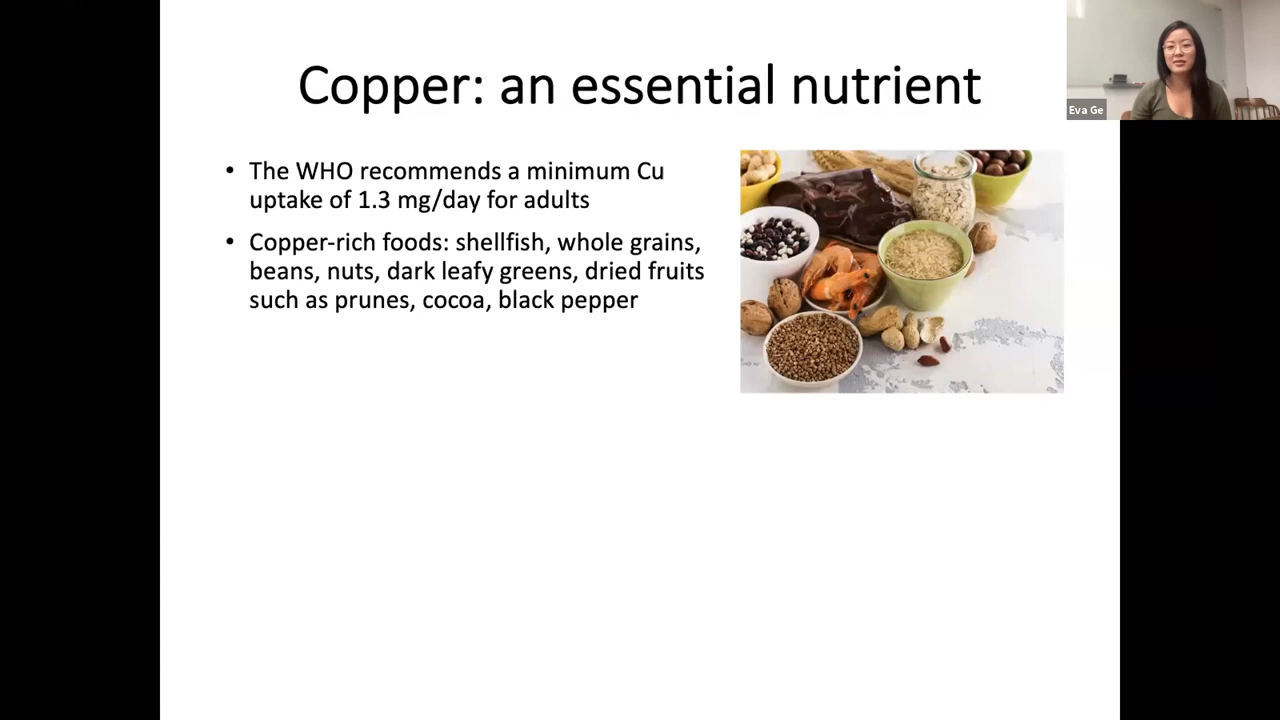 Copper: an essential nutrient
Eva Ge
• The WHO recommends a minimum Cu
uptake of 1.3 mg/day for adults
• Copper-rich foods: shellfish, whole grains,
beans, nuts, dark leafy greens, dried fruits
such as prunes, cocoa, black pepper